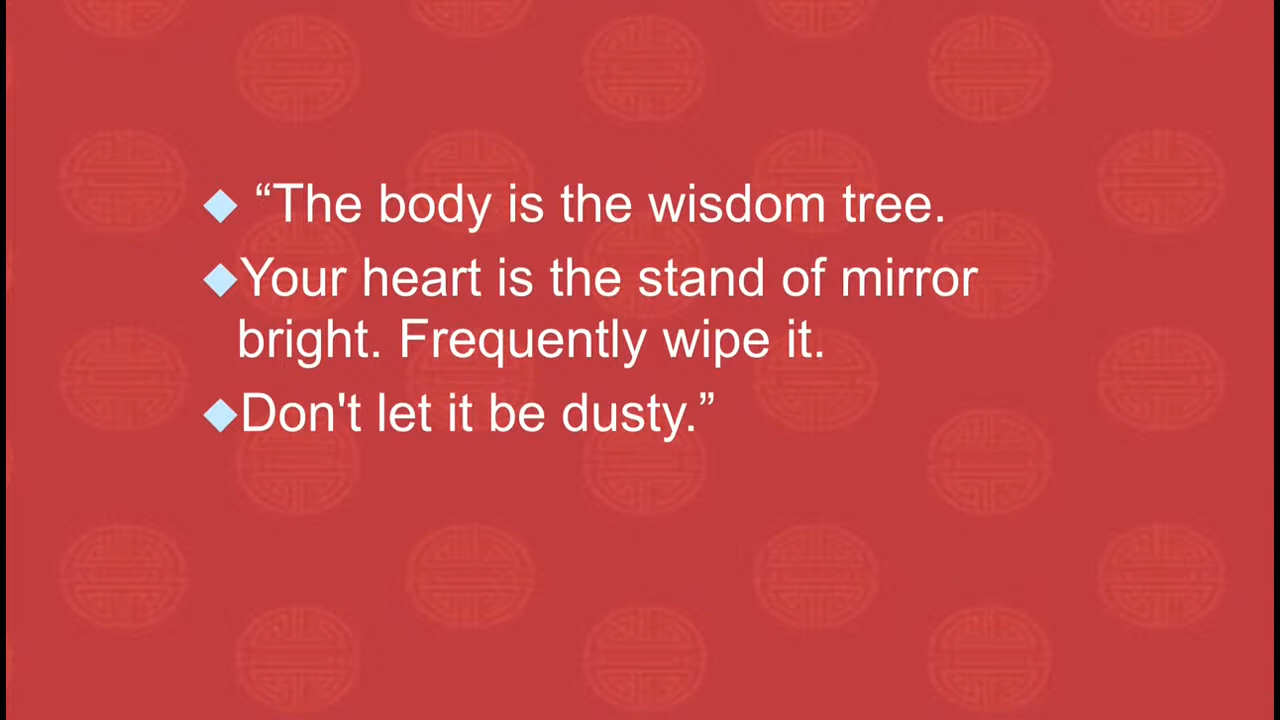 ◆ “The body is the wisdom tree.
◆Your heart is the stand of mirror
bright. Frequently wipe it.
◆Don't let it be dusty.”